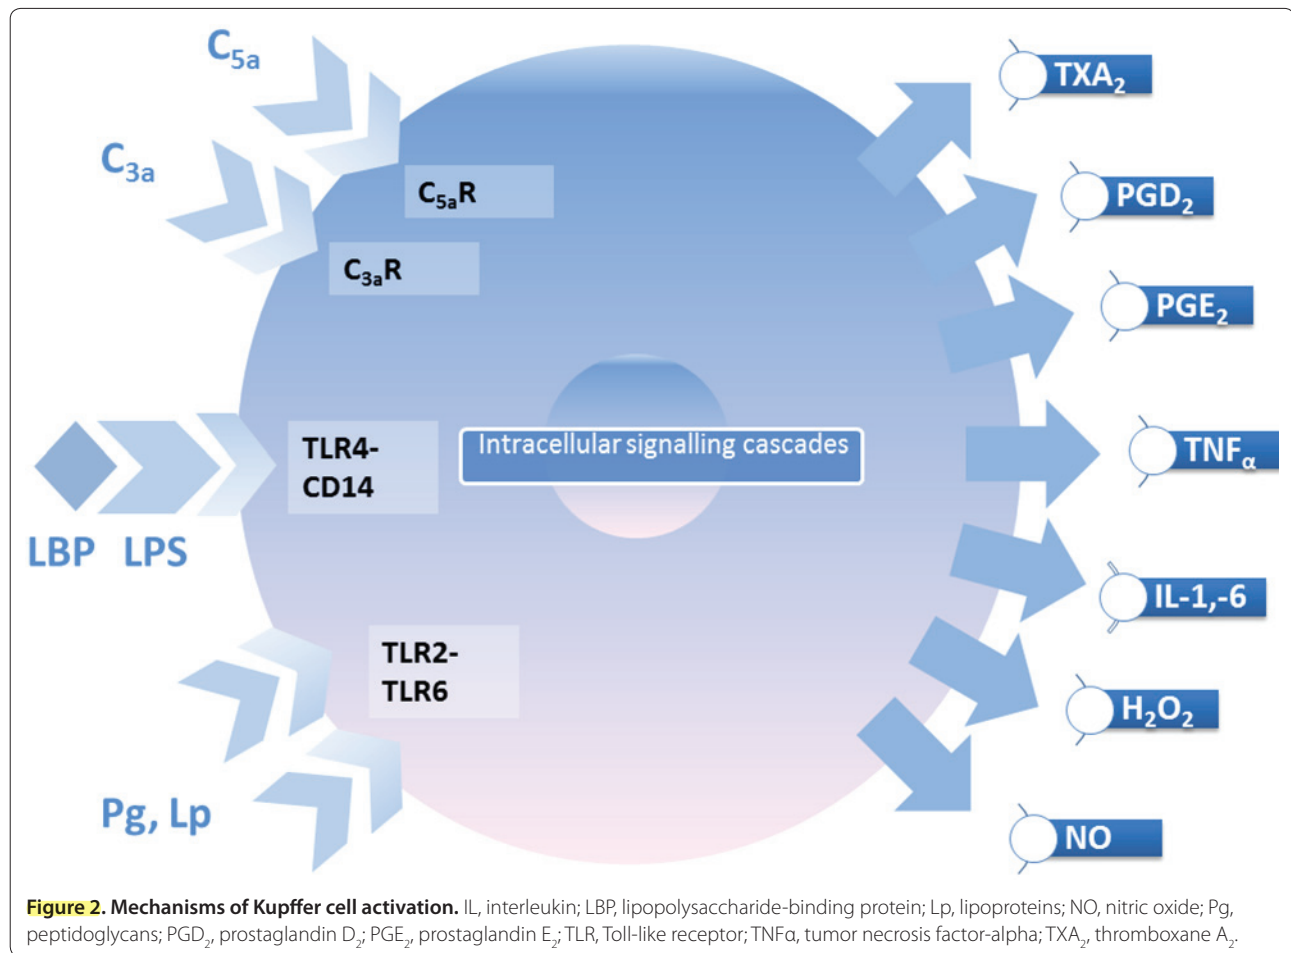 C₅ₐ
C₃ₐ
C₅ₐR
C₃ₐR
TLR4-
CD14
LBP LPS
TLR2-
TLR6
Pg, Lp
Intracellular signalling cascades
TXA₂
PGD₂
PGE₂
TNFα
IL-1,-6
H₂O₂
NO
Figure 2. Mechanisms of Kupffer cell activation. IL, interleukin; LBP, lipopolysaccharide-binding protein; Lp, lipoproteins; NO, nitric oxide; Pg,
peptidoglycans; PGD₂, prostaglandin D₂; PGE₂, prostaglandin E₂; TLR, Toll-like receptor; TNFα, tumor necrosis factor-alpha; TXA₂, thromboxane A₂.